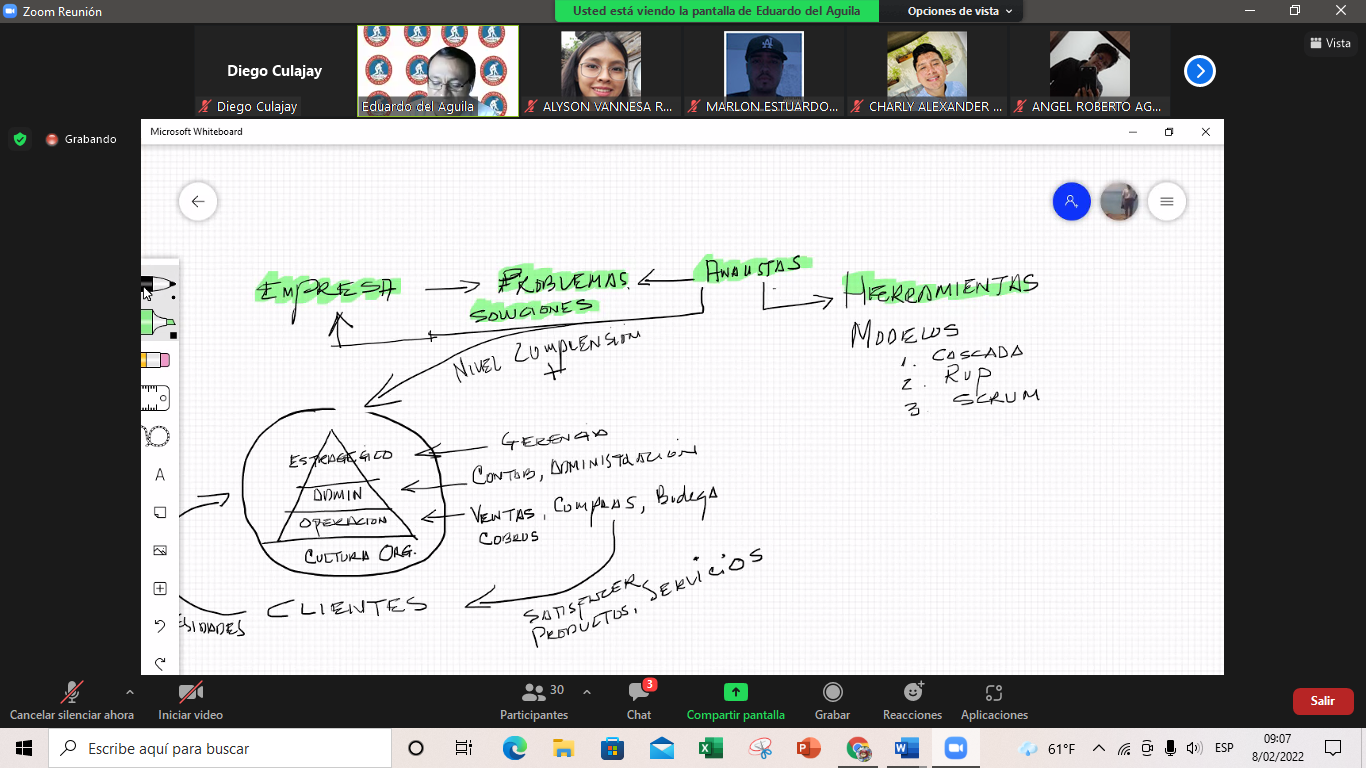 Zoom Reunión
Usted está viendo la pantalla de Eduardo del Aguila
Opciones de vista
Vista
Diego Culajay
Diego Culajay
Eduardo del Aguila
ALYSON VANNESA R...
MARLON ESTUARDO...
CHARLY ALEXANDER ...
ANGEL ROBERTO AG...
Grabando
Microsoft Whiteboard
EMPRESA
PROBLEMAS
SOLUCIONES
ANALISTAS
HERRAMIENTAS
MODELOS
1. CASCADA
2. RUP
3. SCRUM
NIVEL COMPRENSION
ESTRAGEGICO
ADMIN
OPERACION
CULTURA ORG.
GERENCIA
CONTAB, ADMINISTRACION
VENTAS, COMPRAS, BODEGA
COBROS
CLIENTES
SATISFACER
PRODUCTOS, SERVICIOS
ESIDADES
A
Cancelar silenciar ahora
Iniciar video
30
Participantes
3
Chat
Compartir pantalla
Grabar
Reacciones
Aplicaciones
Salir
Escribe aquí para buscar
61°F
ESP
09:07
8/02/2022